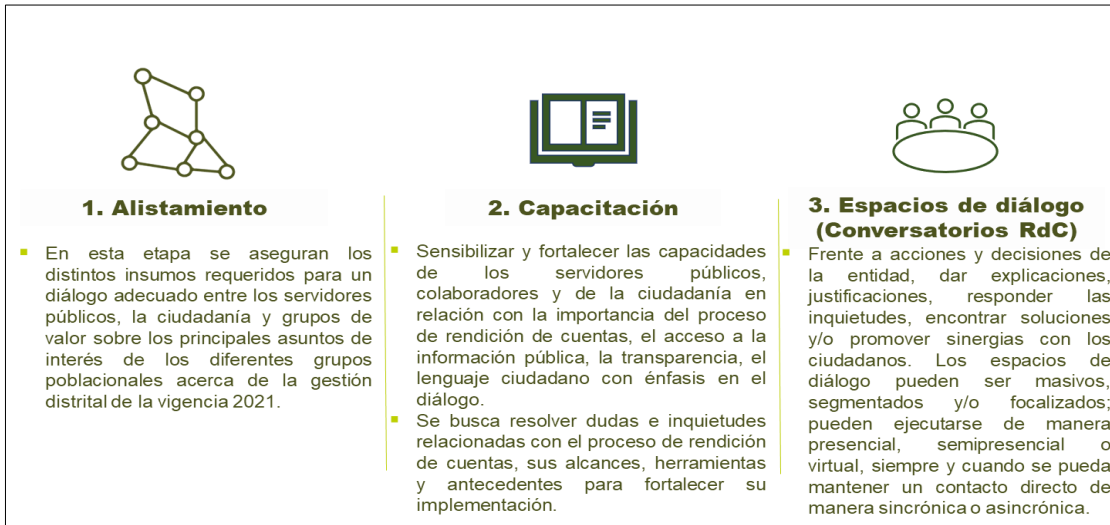 1. Alistamiento
En esta etapa se aseguran los
distintos insumos requeridos para un
diálogo adecuado entre los servidores
públicos, la ciudadanía y grupos de
valor sobre los principales asuntos de
interés de los diferentes grupos
poblacionales acerca de la gestión
distrital de la vigencia 2021.
2. Capacitación
Sensibilizar y fortalecer las capacidades
de los servidores públicos,
colaboradores y de la ciudadanía en
relación con la importancia del proceso
de rendición de cuentas, el acceso a la
información pública, la transparencia, el
lenguaje ciudadano con énfasis en el
diálogo.
Se busca resolver dudas e inquietudes
relacionadas con el proceso de rendición
de cuentas, sus alcances, herramientas
y antecedentes para fortalecer su
implementación.
3. Espacios de diálogo
(Conversatorios RdC)
Frente a acciones y decisiones de
la entidad, dar explicaciones,
justificaciones, responder las
inquietudes, encontrar soluciones
y/o promover sinergias con los
ciudadanos. Los espacios de
diálogo pueden ser masivos,
segmentados y/o focalizados;
pueden ejecutarse de manera
presencial, semipresencial o
virtual, siempre y cuando se pueda
mantener un contacto directo de
manera sincrónica o asincrónica.